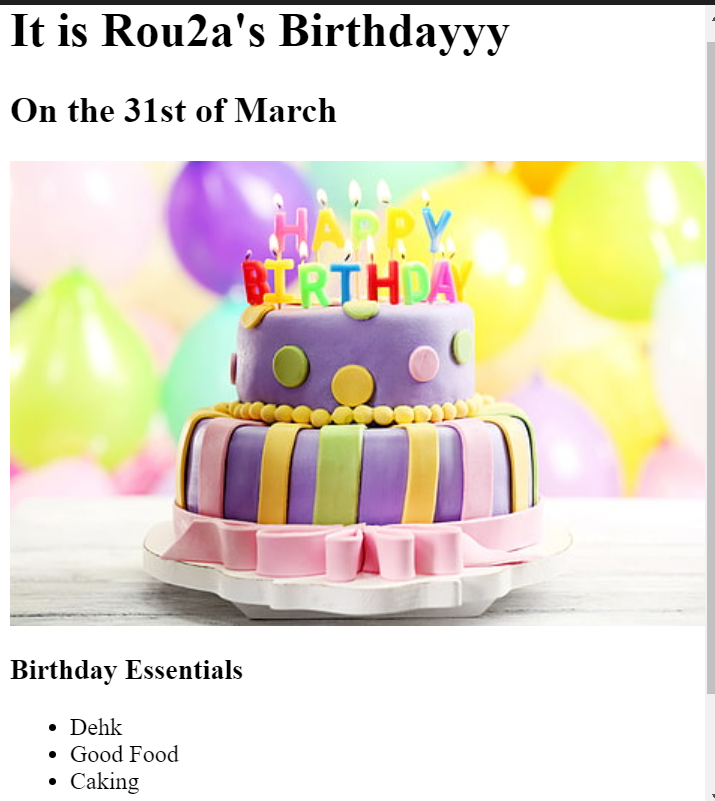 It is Rou2a's Birthdayyy
On the 31st of March
HAPPY
BIRTHDAY
Birthday Essentials
Dehk
Good Food
Caking